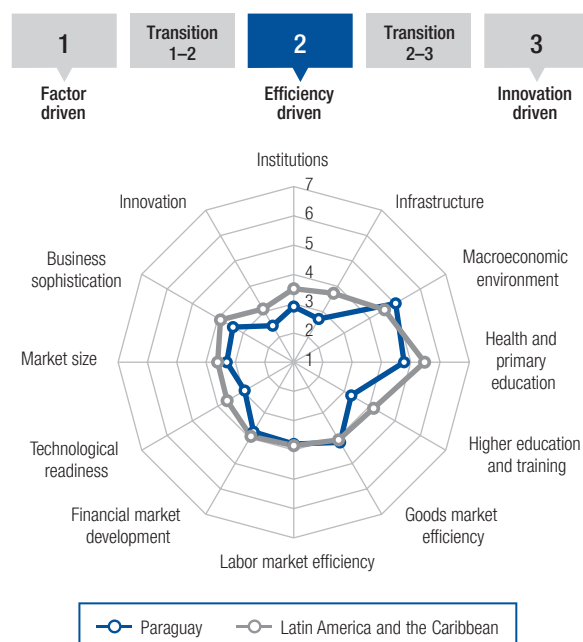 1
Transition
1–2
2
Transition
2–3
3
Factor
driven
Efficiency
driven
Innovation
driven
Institutions
Infrastructure
Macroeconomic
environment
Health and
primary
education
Higher education
and training
Goods market
efficiency
Labor market efficiency
Financial market
development
Technological
readiness
Market size
Business
sophistication
Innovation
7
6
5
4
3
2
1
Paraguay
Latin America and the Caribbean